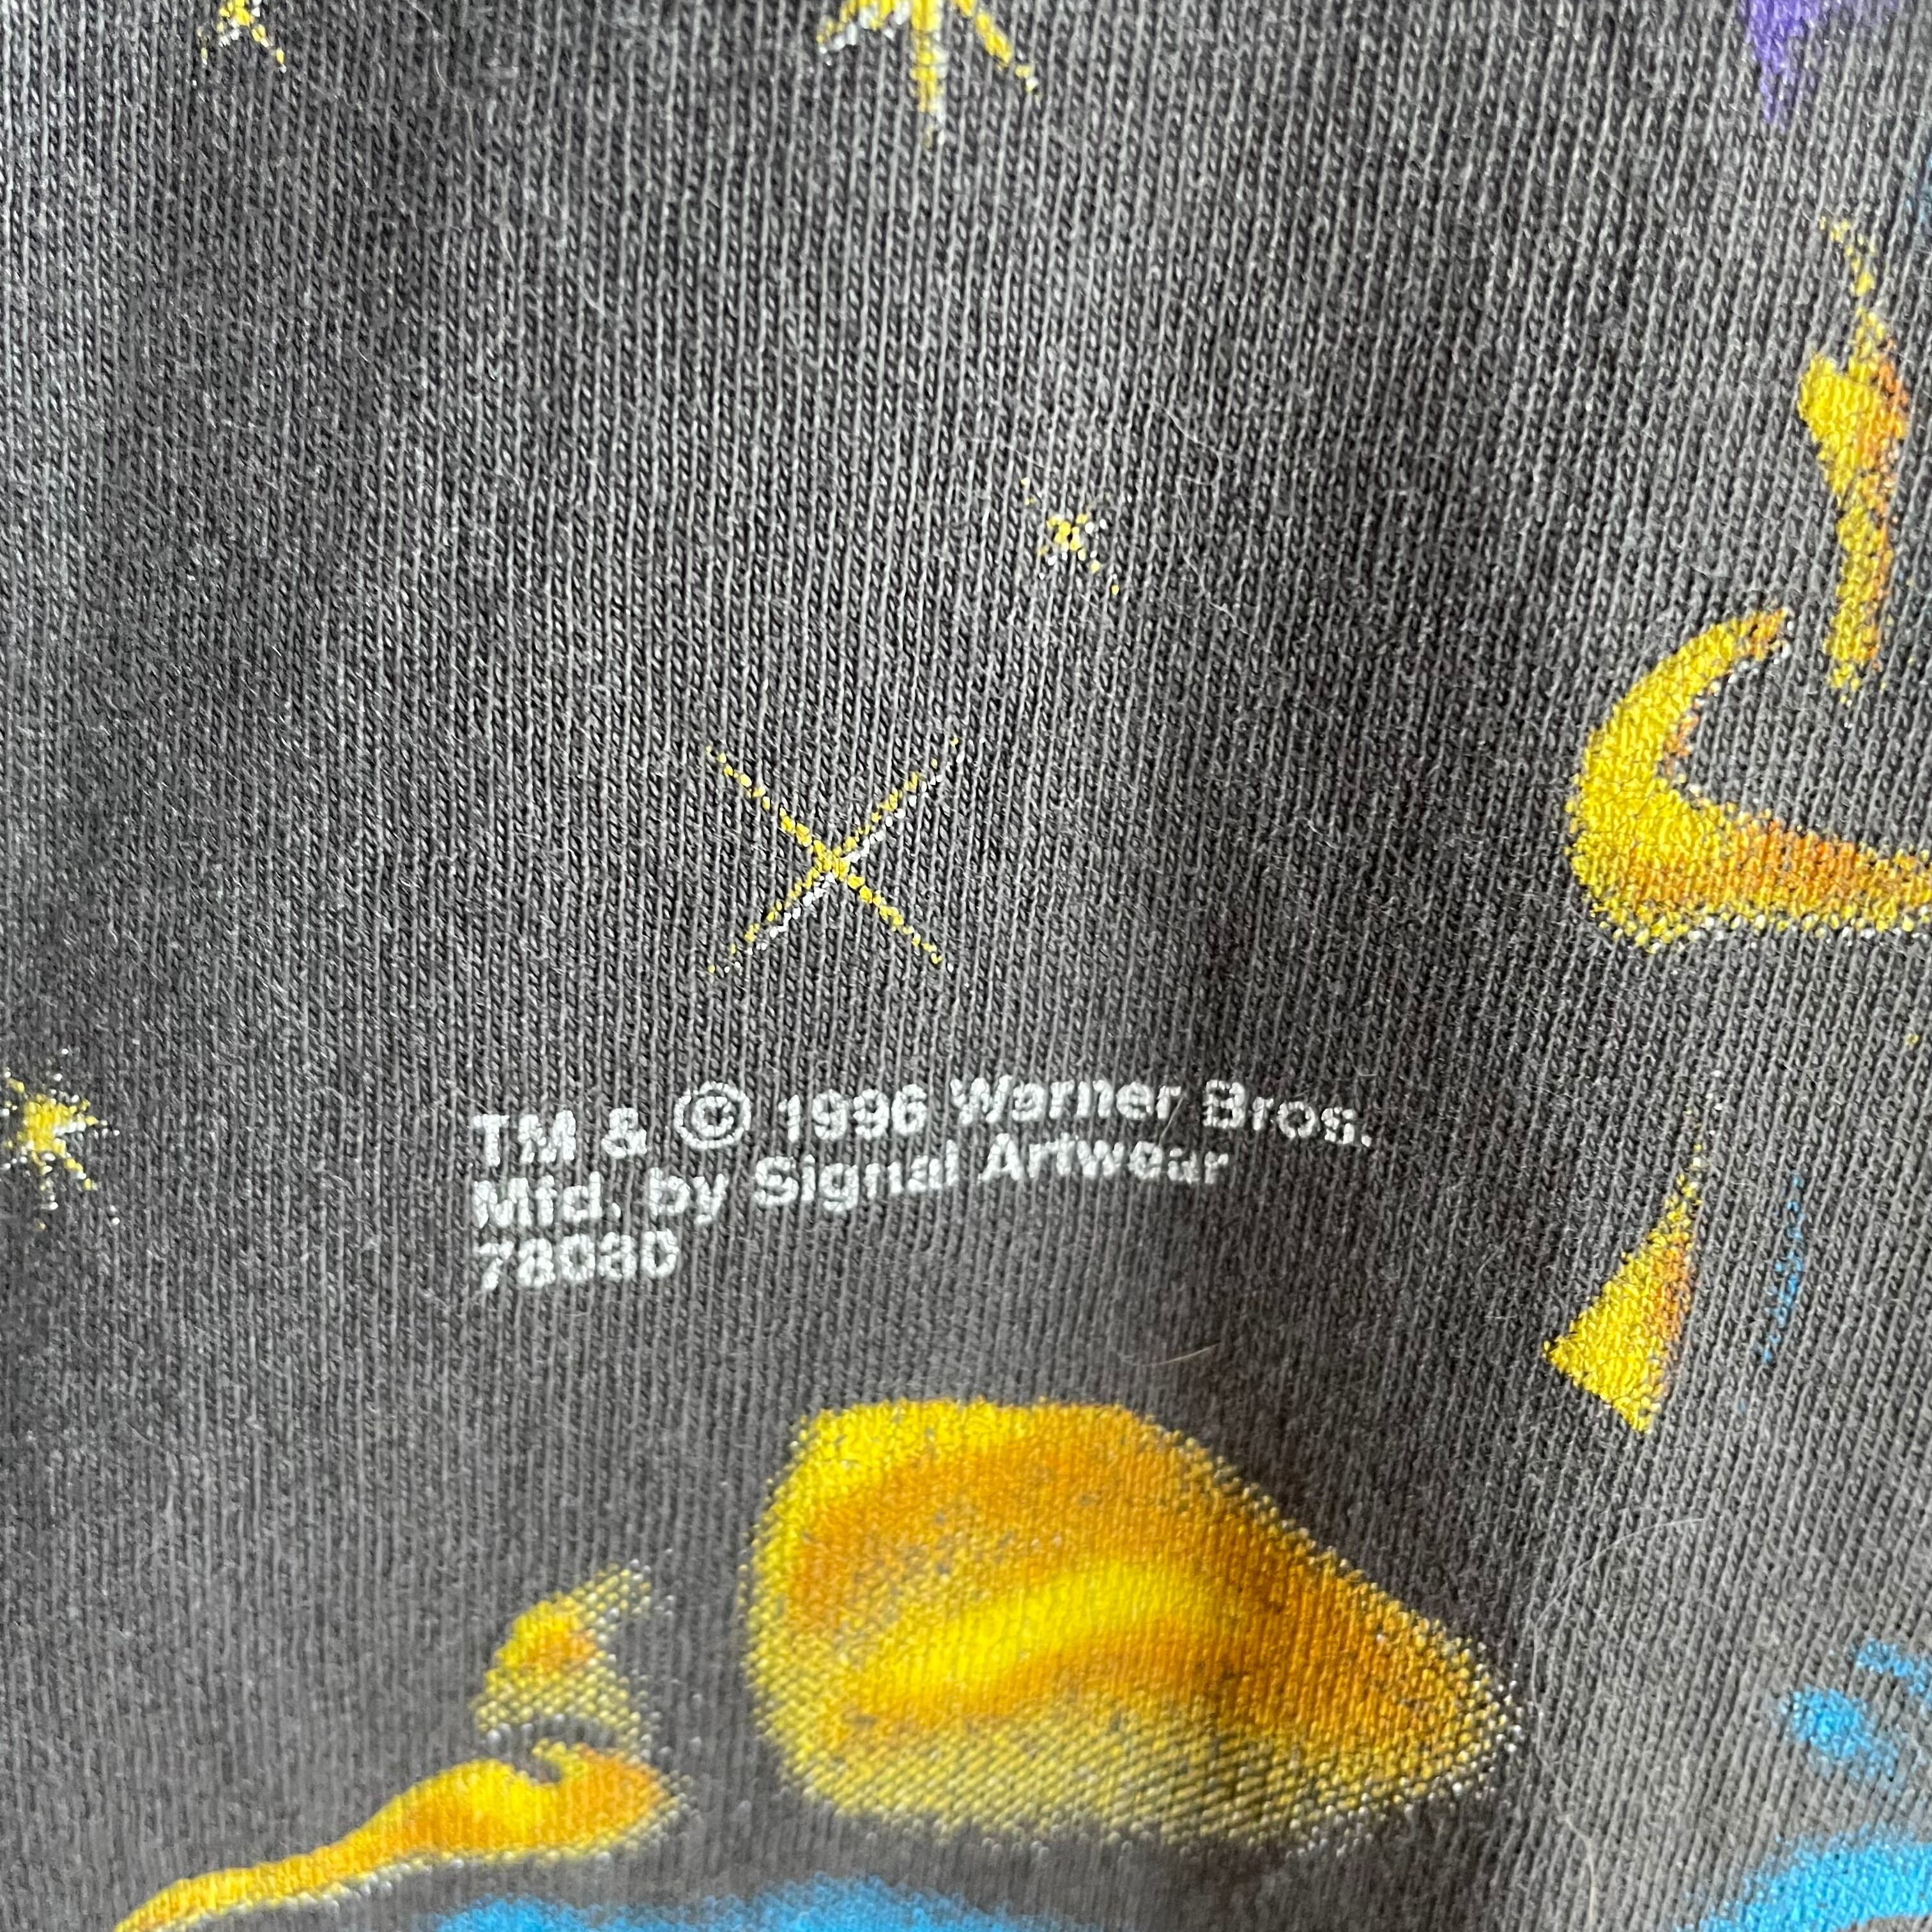 TM & © 1996 Warner Bros.
Mfd. by Signal Artwear
78080